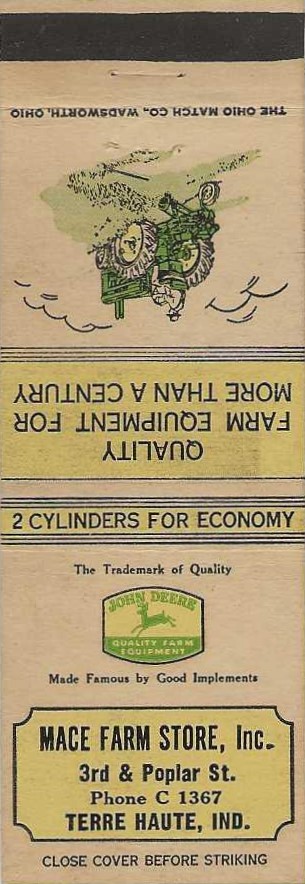 THE OHIO MATCH CO., WADSWORTH, OHIO
QUALITY
FARM EQUIPMENT FOR
MORE THAN A CENTURY
2 CYLINDERS FOR ECONOMY
The Trademark of Quality
JOHN DEERE
QUALITY FARM
EQUIPMENT
Made Famous by Good Implements
MACE FARM STORE, Inc.
3rd & Poplar St.
Phone C 1367
TERRE HAUTE, IND.
CLOSE COVER BEFORE STRIKING